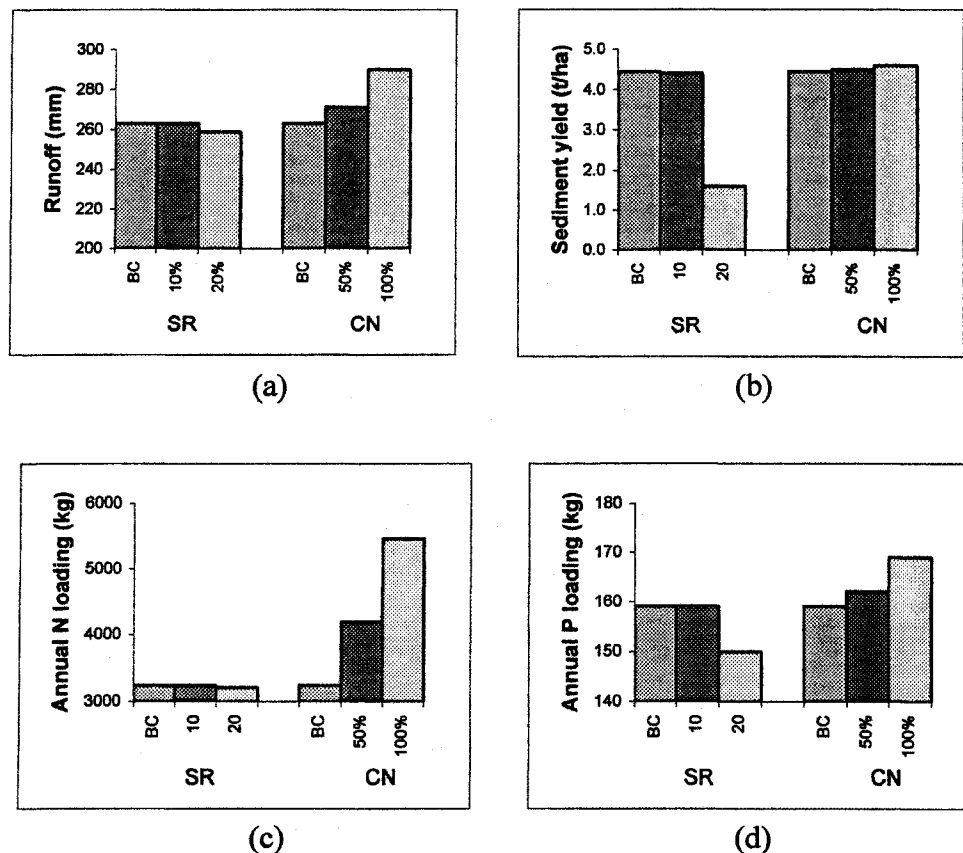 Runoff (mm)
300
280
260
240
220
200
BC 10% 20% BC 50% 100%
SR CN
(a)
Sediment yield (t/ha)
5.0
4.0
3.0
2.0
1.0
0.0
BC 10 20 BC 50% 100%
SR CN
(b)
Annual N loading (kg)
6000
5000
4000
3000
BC 10 20 BC 50% 100%
SR CN
(c)
Annual P loading (kg)
180
170
160
150
140
BC 10 20 BC 50% 100%
SR CN
(d)